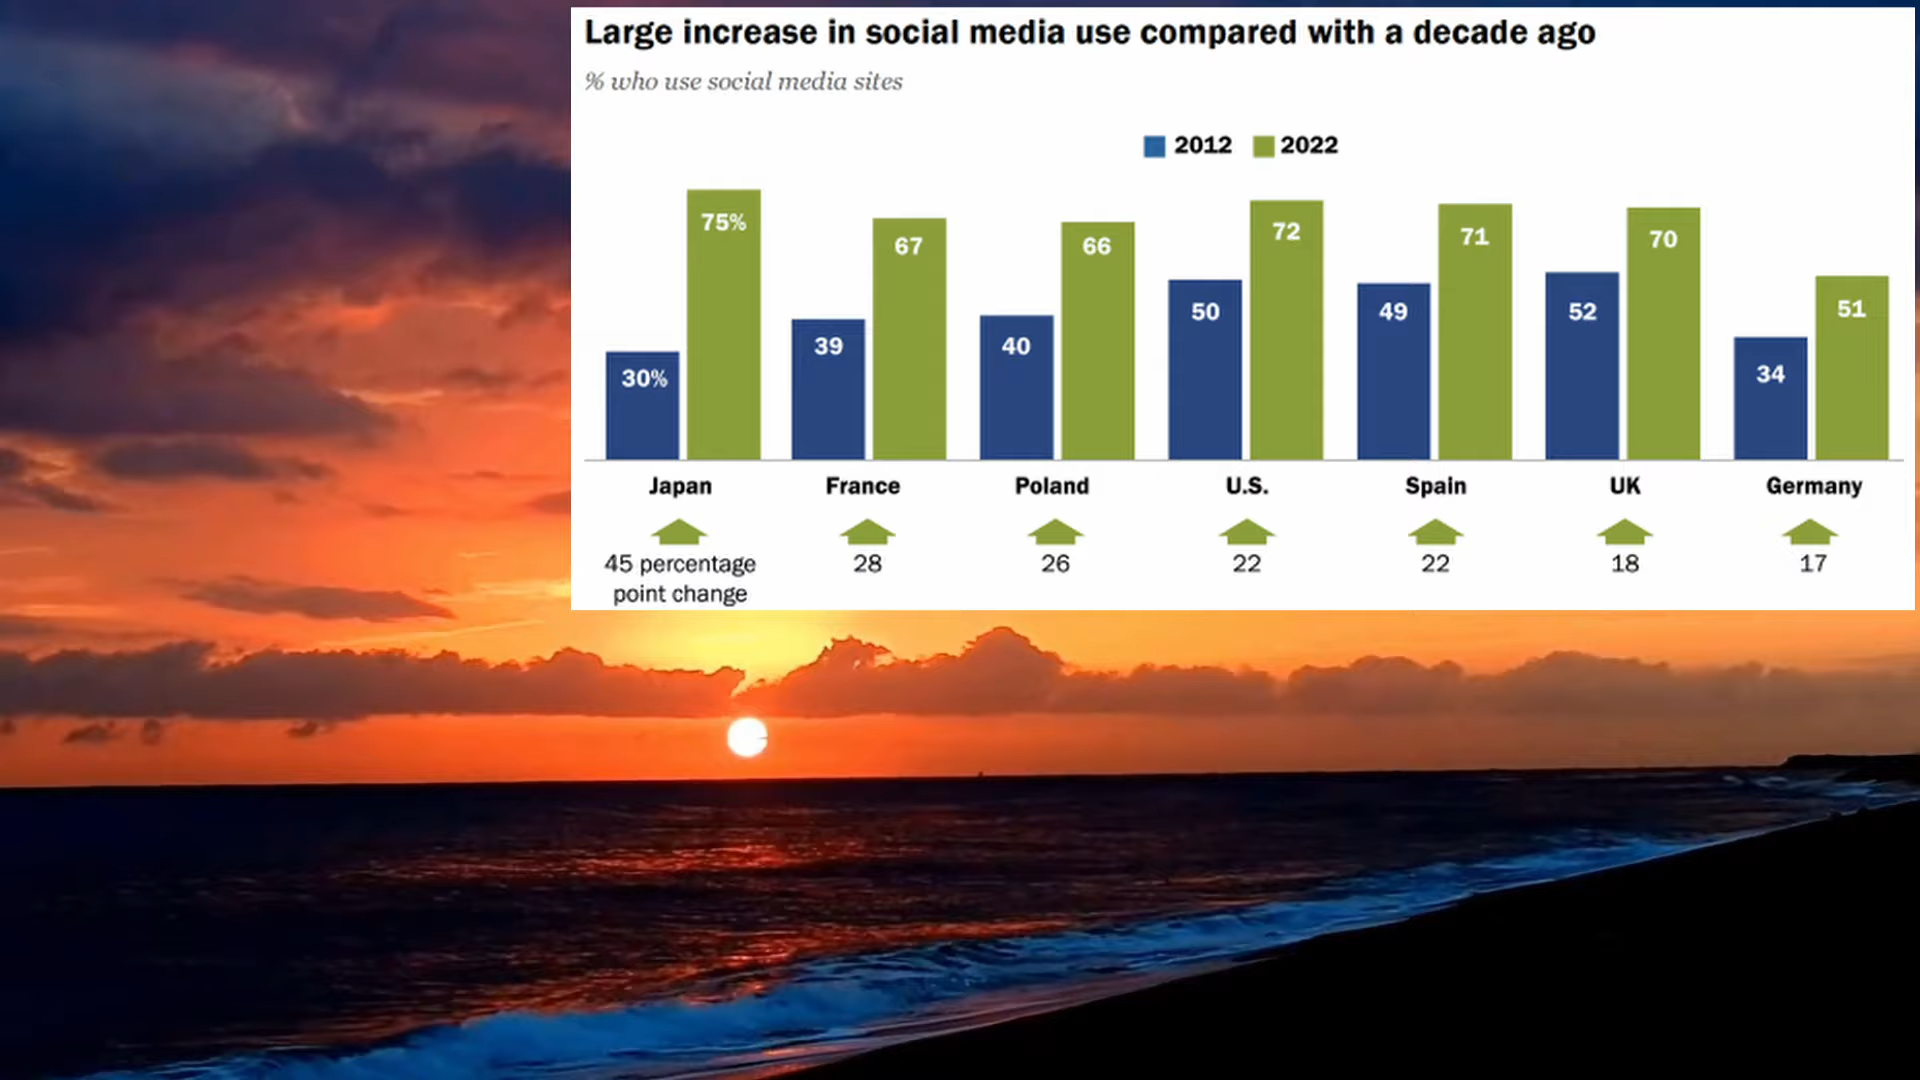 Large increase in social media use compared with a decade ago
% who use social media sites
2012 2022
75% 67 66 72 71 70 51
30% 39 40 50 49 52 34
Japan France Poland U.S. Spain UK Germany
45 percentage 28 26 22 22 18 17
point change